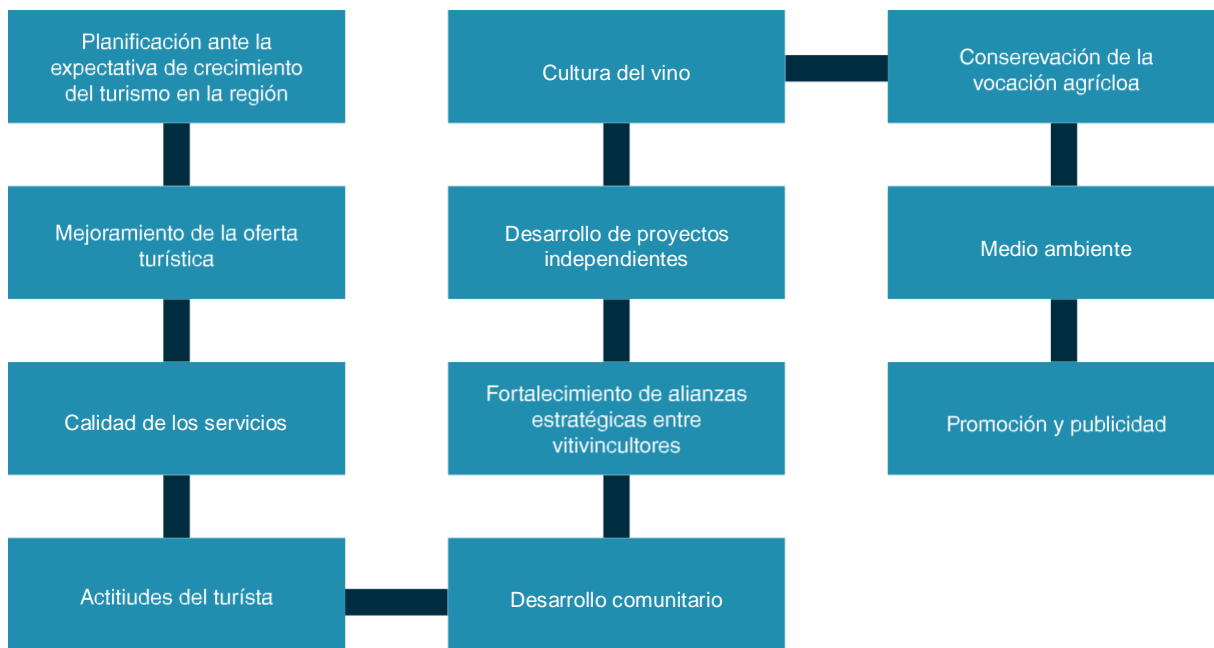 Planificación ante la
expectativa de crecimiento
del turismo en la región
Mejoramiento de la oferta
turística
Calidad de los servicios
Actitiudes del turísta
Desarrollo comunitario
Fortalecimiento de alianzas
estratégicas entre
vitivincultores
Desarrollo de proyectos
independientes
Cultura del vino
Conserevación de la
vocación agrícloa
Medio ambiente
Promoción y publicidad